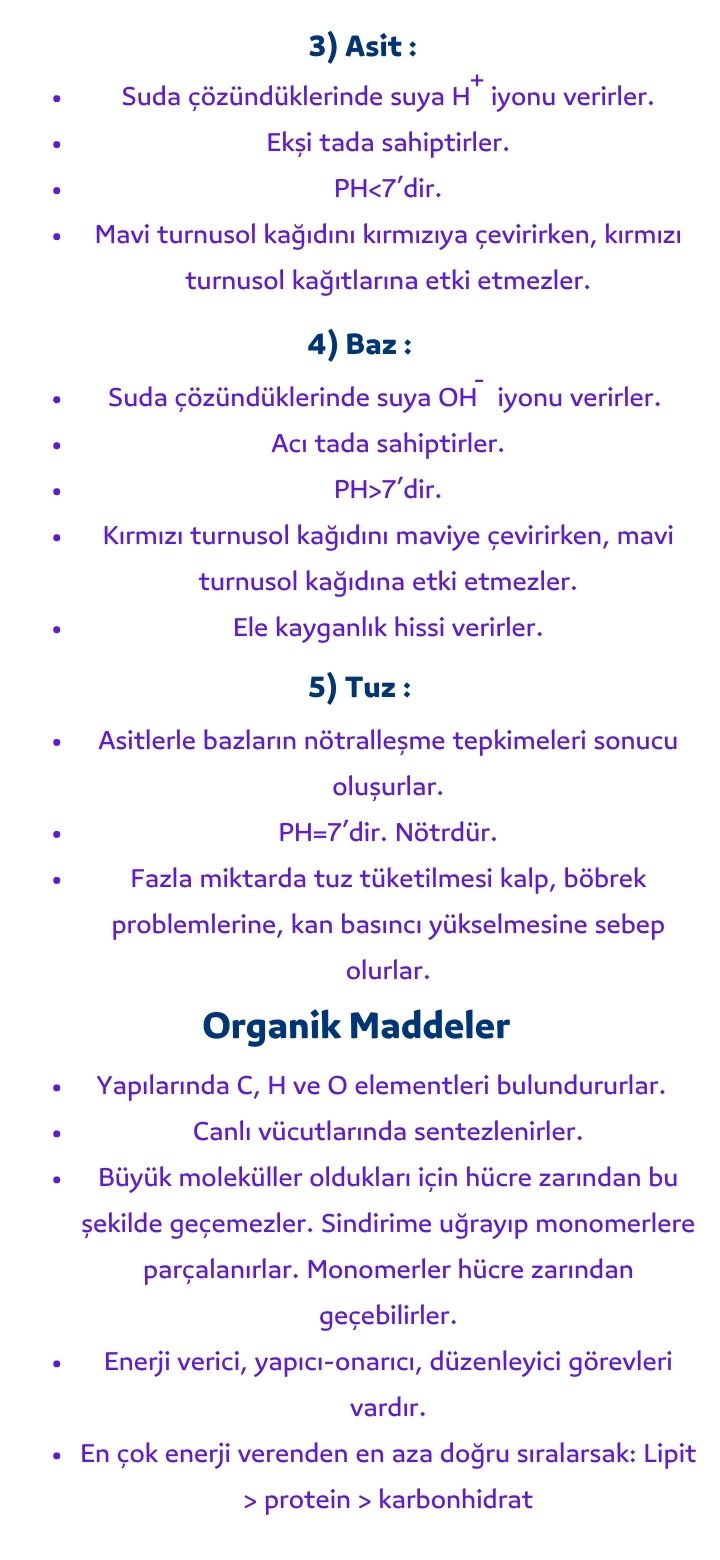 3) Asit :
• Suda çözündüklerinde suya H⁺ iyonu verirler.
• Ekşi tada sahiptirler.
• PH<7’dir.
• Mavi turnusol kağıdını kırmızıya çevirirken, kırmızı
turnusol kağıtlarına etki etmezler.
4) Baz :
• Suda çözündüklerinde suya OH⁻ iyonu verirler.
• Acı tada sahiptirler.
• PH>7’dir.
• Kırmızı turnusol kağıdını maviye çevirirken, mavi
turnusol kağıdına etki etmezler.
• Ele kayganlık hissi verirler.
5) Tuz :
• Asitlerle bazların nötralleşme tepkimeleri sonucu
oluşurlar.
• PH=7’dir. Nötrdür.
• Fazla miktarda tuz tüketilmesi kalp, böbrek
problemlerine, kan basıncı yükselmesine sebep
olurlar.
Organik Maddeler
• Yapılarında C, H ve O elementleri bulundururlar.
• Canlı vücutlarında sentezlenirler.
• Büyük moleküller oldukları için hücre zarından bu
şekilde geçemezler. Sindirime uğrayıp monomerlere
parçalanırlar. Monomerler hücre zarından
geçebilirler.
• Enerji verici, yapıcı-onarıcı, düzenleyici görevleri
vardır.
• En çok enerji verenden en aza doğru sıralarsak: Lipit
> protein > karbonhidrat